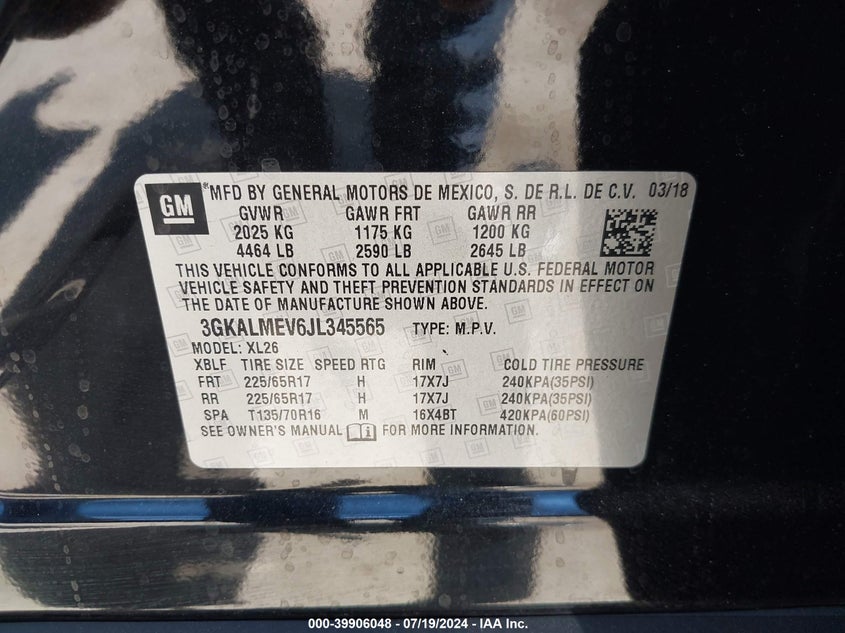 GM
*MFD BY GENERAL MOTORS DE MEXICO, S. DE R.L. DE C.V. 03/18
GVWR GAWR FRT GAWR RR
2025 KG 1175 KG 1200 KG
4464 LB 2590 LB 2645 LB
THIS VEHICLE CONFORMS TO ALL APPLICABLE U.S. FEDERAL MOTOR
VEHICLE SAFETY AND THEFT PREVENTION STANDARDS IN EFFECT ON
THE DATE OF MANUFACTURE SHOWN ABOVE.
3GKALMEV6JL345565 TYPE: M.P.V.
MODEL: XL26
XBLF TIRE SIZE SPEED RTG RIM COLD TIRE PRESSURE
FRT 225/65R17 H 17X7J 240KPA(35PSI)
RR 225/65R17 H 17X7J 240KPA(35PSI)
SPA T135/70R16 M 16X4BT 420KPA(60PSI)
SEE OWNER'S MANUAL FOR MORE INFORMATION.
000-39906048 - 07/19/2024 - IAA Inc.